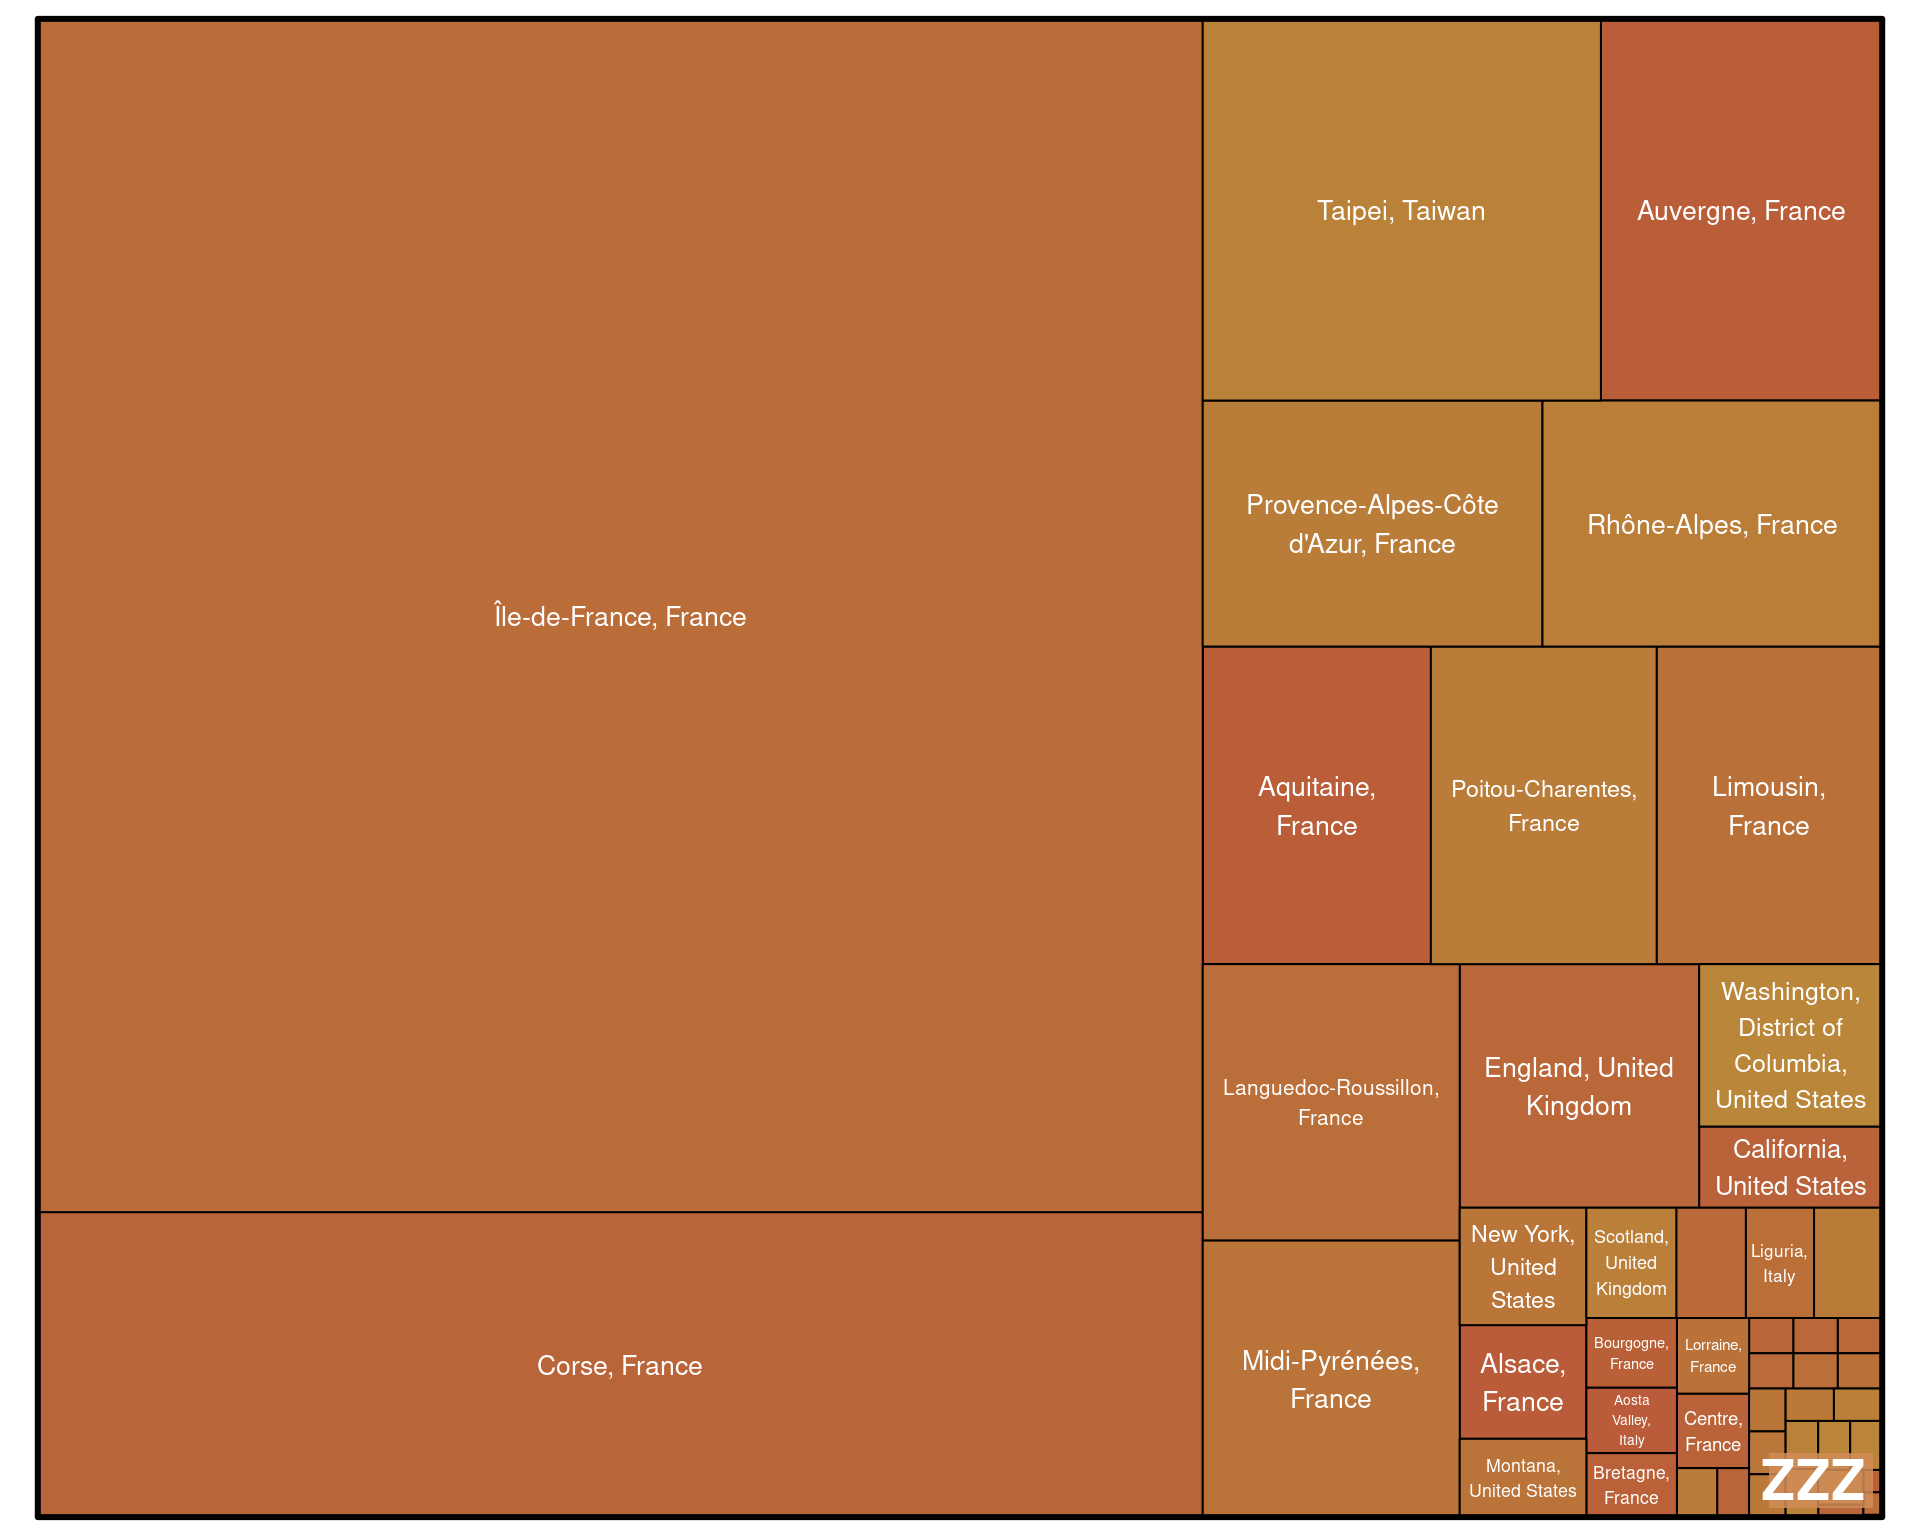 Île-de-France, France
Corse, France
Taipei, Taiwan
Auvergne, France
Provence-Alpes-Côte
d'Azur, France
Rhône-Alpes, France
Aquitaine,
France
Poitou-Charentes,
France
Limousin,
France
Languedoc-Roussillon,
France
Midi-Pyrénées,
France
England, United
Kingdom
Washington,
District of
Columbia,
United States
California,
United States
New York,
United
States
Alsace,
France
Montana,
United States
Scotland,
United
Kingdom
Liguria,
Italy
Bourgogne,
France
Aosta
Valley,
Italy
Bretagne,
France
Lorraine,
France
Centre,
France
ZZZ